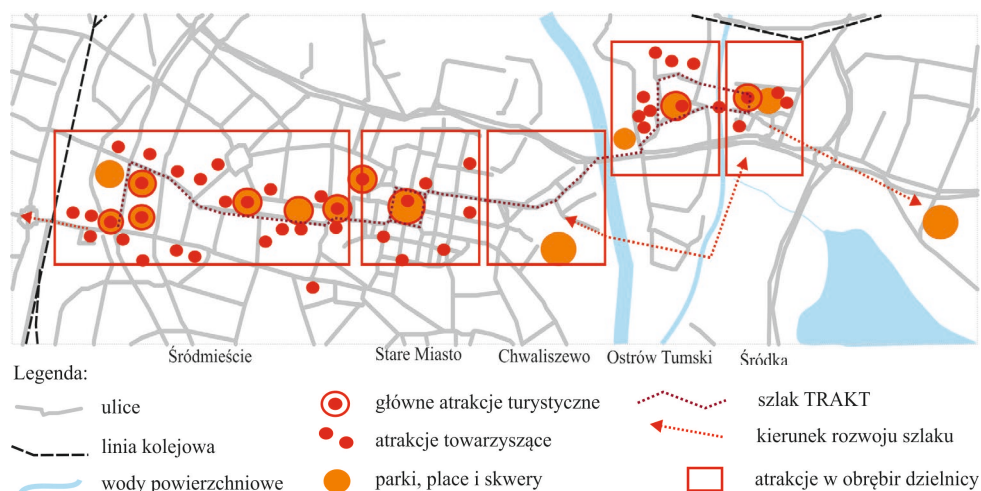 Śródmieście Stare Miasto Chwaliszewo Ostrów Tumski Śródka
Legenda:
ulice
główne atrakcje turystyczne
szlak TRAKT
linia kolejowa
atrakcje towarzyszące
kierunek rozwoju szlaku
wody powierzchniowe
parki, place i skwery
atrakcje w obrębir dzielnicy